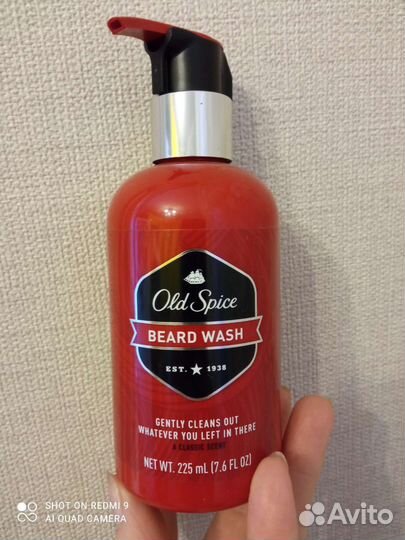 Old Spice
BEARD WASH
EST. ★ 1938
GENTLY CLEANS OUT
WHATEVER YOU LEFT IN THERE
A CLASSIC SCENT
NET WT. 225 mL (7.6 FL OZ)
SHOT ON REDMI 9
AI QUAD CAMERA
Avito